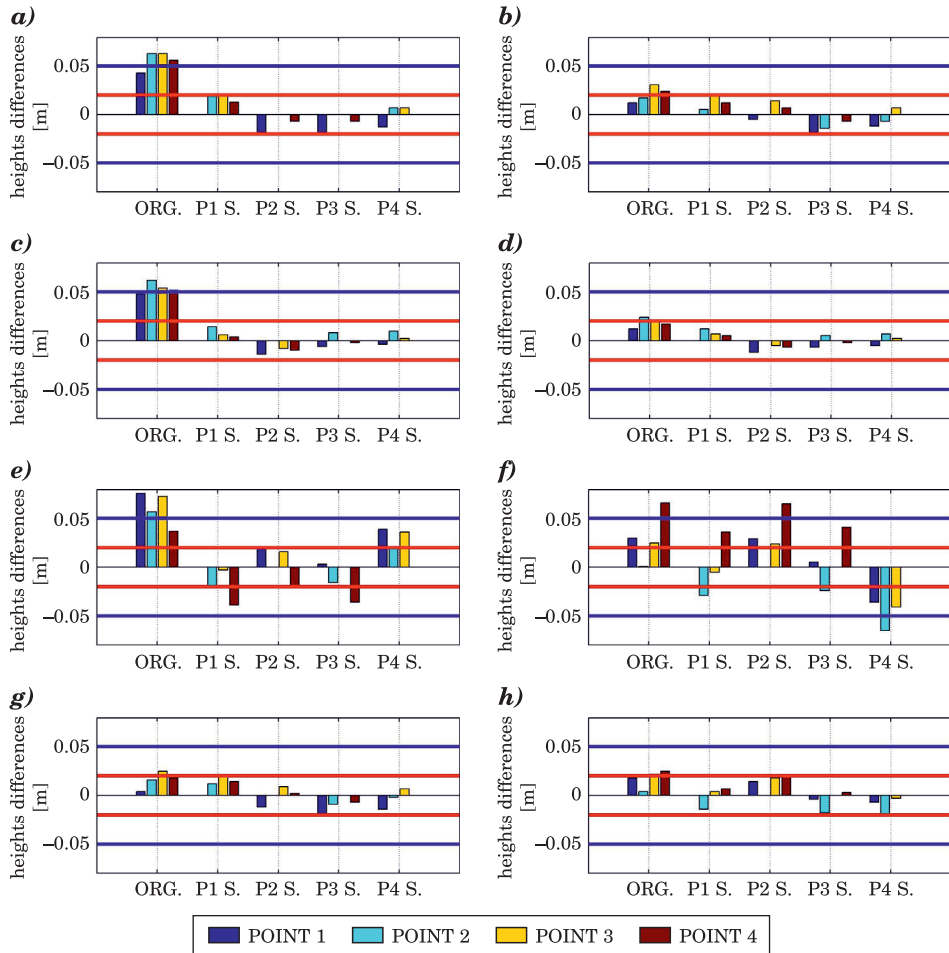 a)
heights differences
[m]
0.05
0
−0.05
ORG. P1 S. P2 S. P3 S. P4 S.
b)
heights differences
[m]
0.05
0
−0.05
ORG. P1 S. P2 S. P3 S. P4 S.
c)
heights differences
[m]
0.05
0
−0.05
ORG. P1 S. P2 S. P3 S. P4 S.
d)
heights differences
[m]
0.05
0
−0.05
ORG. P1 S. P2 S. P3 S. P4 S.
e)
heights differences
[m]
0.05
0
−0.05
ORG. P1 S. P2 S. P3 S. P4 S.
f)
heights differences
[m]
0.05
0
−0.05
ORG. P1 S. P2 S. P3 S. P4 S.
g)
heights differences
[m]
0.05
0
−0.05
ORG. P1 S. P2 S. P3 S. P4 S.
h)
heights differences
[m]
0.05
0
−0.05
ORG. P1 S. P2 S. P3 S. P4 S.
POINT 1 POINT 2 POINT 3 POINT 4